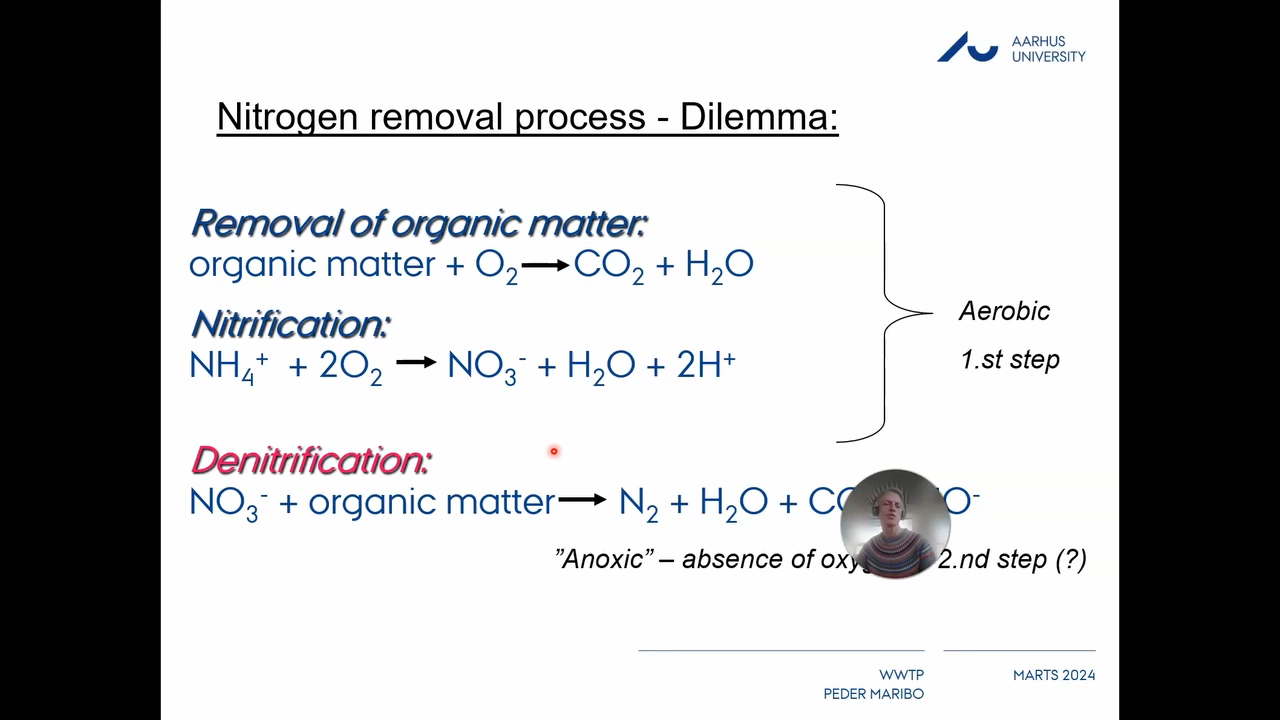 AARHUS
UNIVERSITY
Nitrogen removal process - Dilemma:
Removal of organic matter:
organic matter + O₂ → CO₂ + H₂O
Nitrification:
NH₄⁺ + 2O₂ → NO₃⁻ + H₂O + 2H⁺
Aerobic
1.st step
Denitrification:
NO₃⁻ + organic matter → N₂ + H₂O +
"Anoxic" – absence of 2.nd step (?)
WWTP
PEDER MARIBO
MARTS 2024